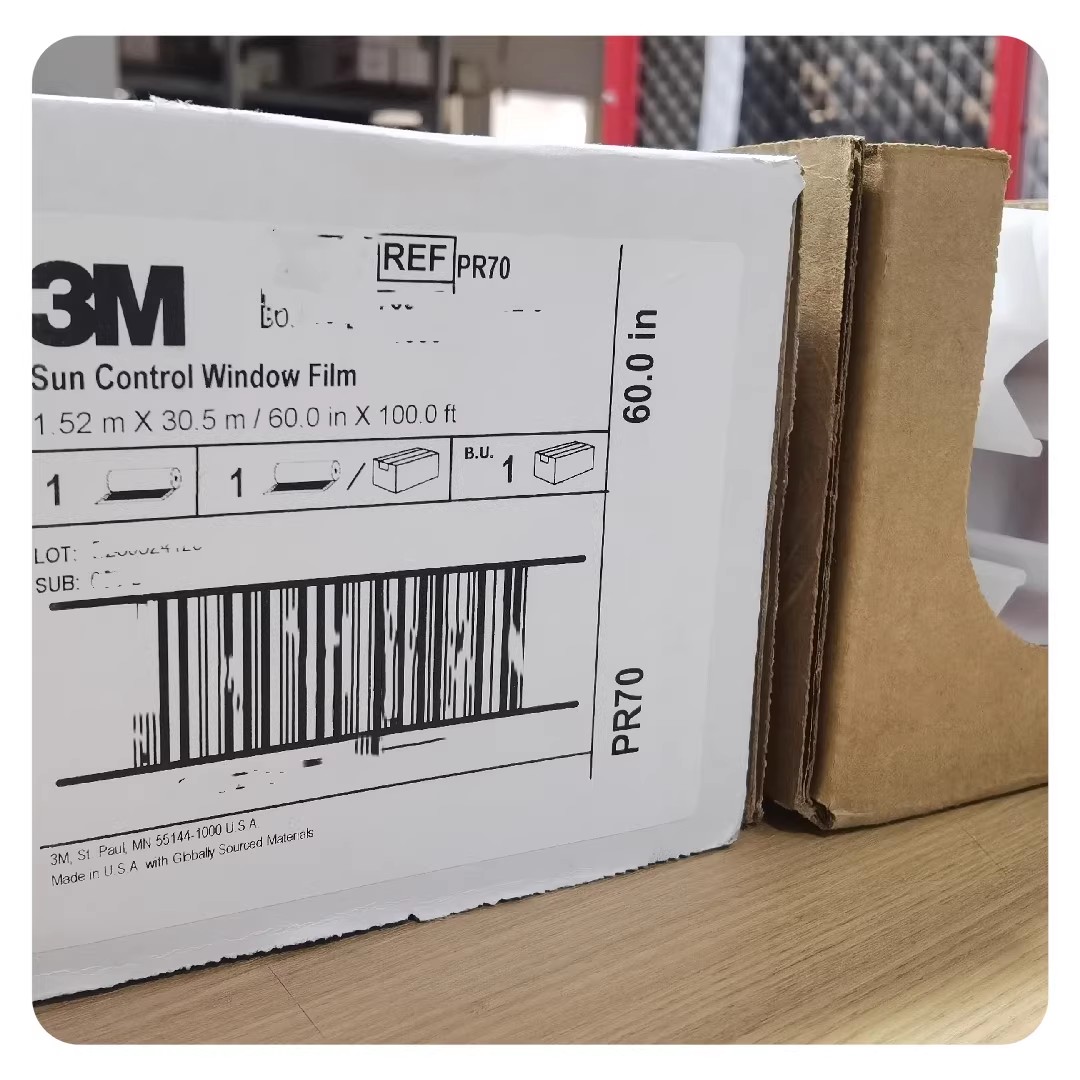 REF PR70
3M
Sun Control Window Film
1.52 m X 30.5 m / 60.0 in X 100.0 ft
1 1 / B.U. 1
LOT:
SUB:
60.0 in
PR70
3M, St. Paul, MN 55144-1000 U.S.A.
Made in U.S.A. with Globally Sourced Materials